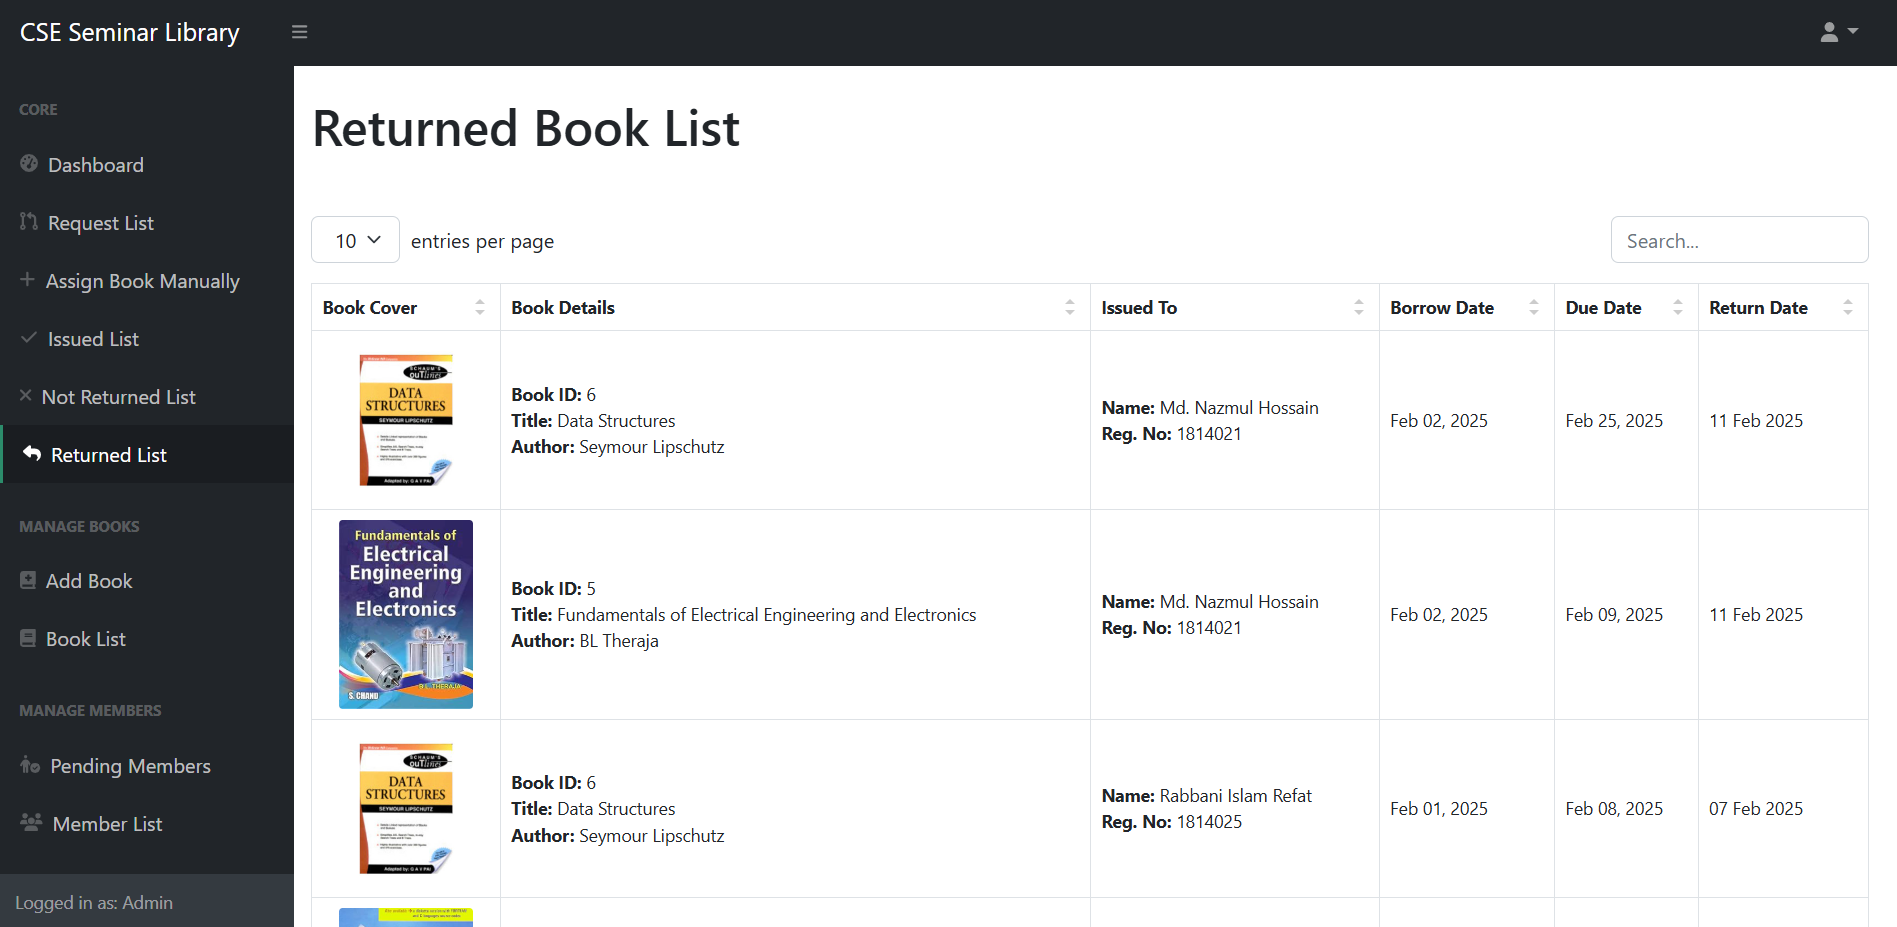 CSE Seminar Library
CORE
Dashboard
Request List
Assign Book Manually
Issued List
Not Returned List
Returned List
MANAGE BOOKS
Add Book
Book List
MANAGE MEMBERS
Pending Members
Member List
Logged in as: Admin
Returned Book List
10 entries per page
Search...
Book Cover Book Details Issued To Borrow Date Due Date Return Date
SCHAUM'S
ouTlines
DATA
STRUCTURES
SEYMOUR LIPSCHUTZ
Adapted by: G A V PAI
Book ID: 6
Title: Data Structures
Author: Seymour Lipschutz
Name: Md. Nazmul Hossain
Reg. No: 1814021
Feb 02, 2025
Feb 25, 2025
11 Feb 2025
Fundamentals of
Electrical
Engineering
and
Electronics
B.L. THERAJA
S. CHAND
Book ID: 5
Title: Fundamentals of Electrical Engineering and Electronics
Author: BL Theraja
Name: Md. Nazmul Hossain
Reg. No: 1814021
Feb 02, 2025
Feb 09, 2025
11 Feb 2025
SCHAUM'S
ouTlines
DATA
STRUCTURES
SEYMOUR LIPSCHUTZ
Adapted by: G A V PAI
Book ID: 6
Title: Data Structures
Author: Seymour Lipschutz
Name: Rabbani Islam Refat
Reg. No: 1814025
Feb 01, 2025
Feb 08, 2025
07 Feb 2025